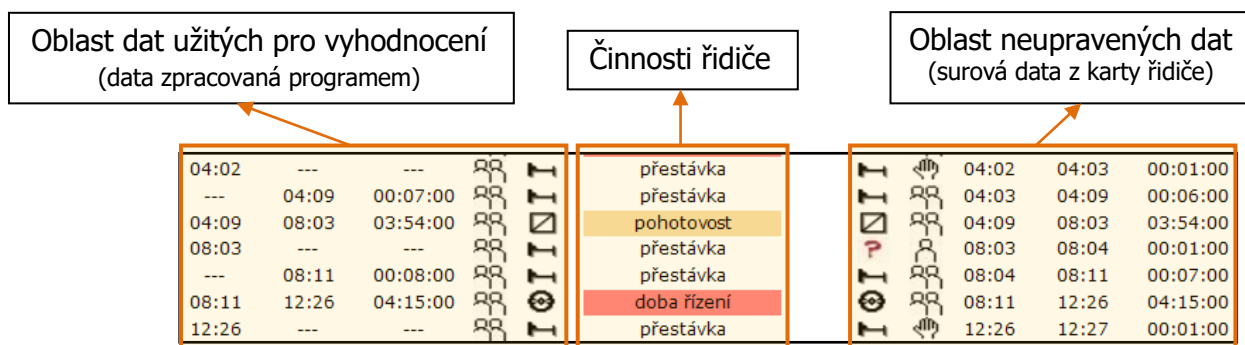 Oblast dat užitých pro vyhodnocení
(data zpracovaná programem)
Činnosti řidiče
Oblast neupravených dat
(surová data z karty řidiče)
04:02 --- --- přestávka 04:02 04:03 00:01:00
--- 04:09 00:07:00 přestávka 04:03 04:09 00:06:00
04:09 08:03 03:54:00 pohotovost 04:09 08:03 03:54:00
08:03 --- --- přestávka ? 08:03 08:04 00:01:00
--- 08:11 00:08:00 přestávka 08:04 08:11 00:07:00
08:11 12:26 04:15:00 doba řízení 08:11 12:26 04:15:00
12:26 --- --- přestávka 12:26 12:27 00:01:00